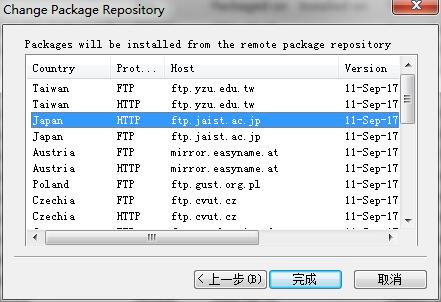 Change Package Repository
Packages will be installed from the remote package repository
Country Prot... Host Version
Taiwan FTP ftp.yzu.edu.tw 11-Sep-17
Taiwan HTTP ftp.yzu.edu.tw 11-Sep-17
Japan HTTP ftp.jaist.ac.jp 11-Sep-17
Japan FTP ftp.jaist.ac.jp 11-Sep-17
Austria FTP mirror.easyname.at 11-Sep-17
Austria HTTP mirror.easyname.at 11-Sep-17
Poland FTP ftp.gust.org.pl 11-Sep-17
Czechia FTP ftp.cvut.cz 11-Sep-17
Czechia HTTP ftp.cvut.cz 11-Sep-17
< 上一步(B) 完成 取消